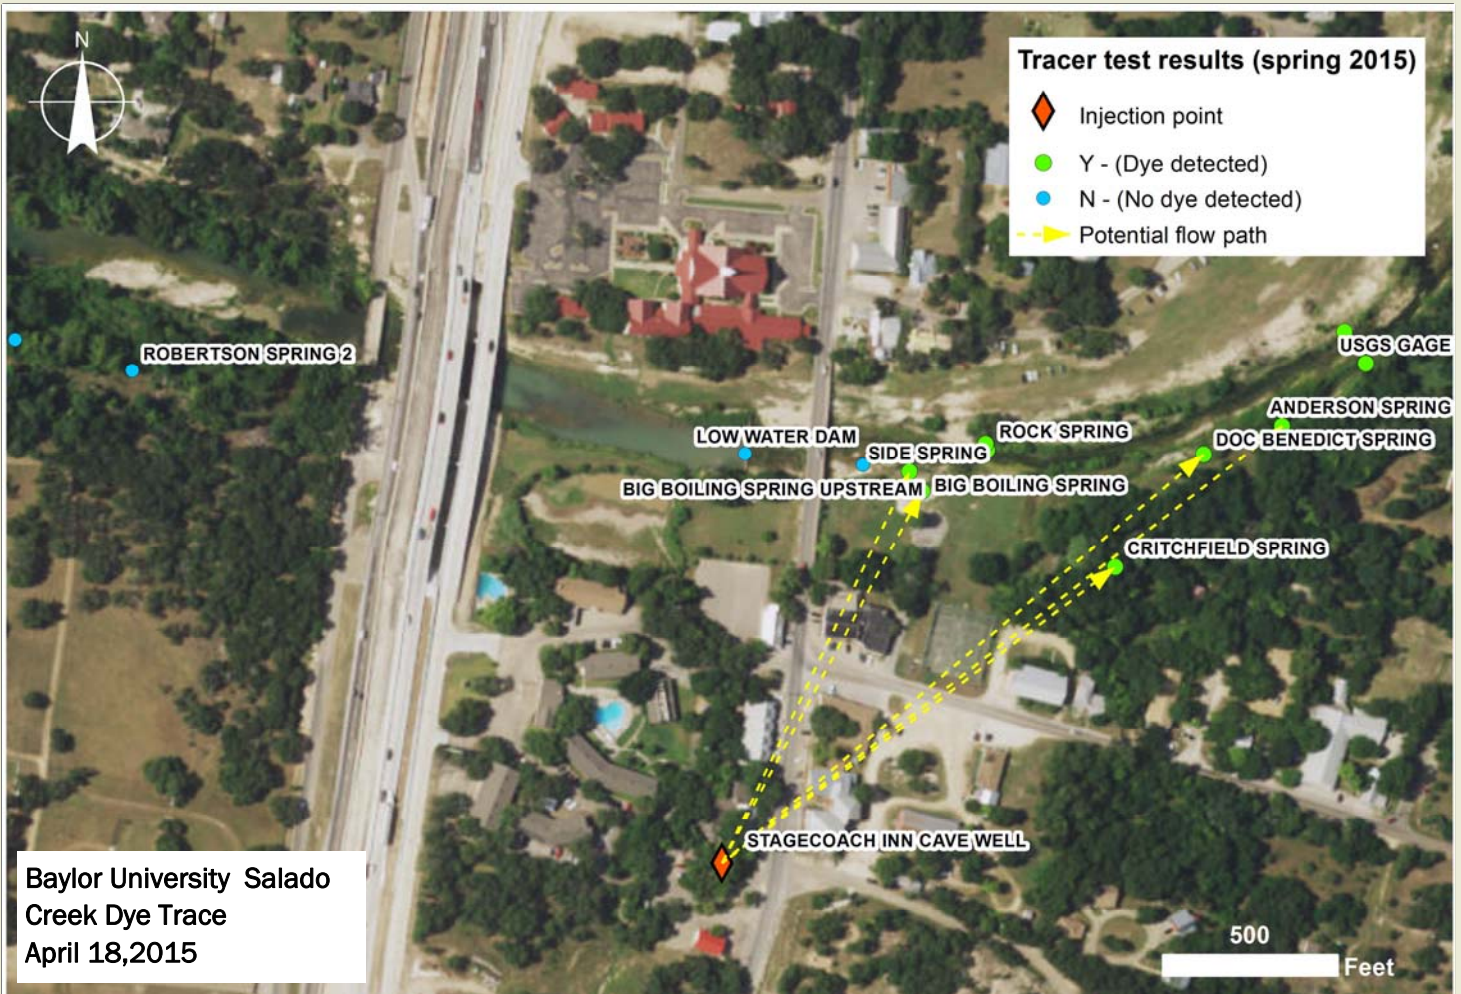 N
Tracer test results (spring 2015)
Injection point
Y - (Dye detected)
N - (No dye detected)
Potential flow path
ROBERTSON SPRING 2
USGS GAGE
ANDERSON SPRING
ROCK SPRING
DOC BENEDICT SPRING
LOW WATER DAM
SIDE SPRING
BIG BOILING SPRING UPSTREAM
BIG BOILING SPRING
CRITCHFIELD SPRING
STAGECOACH INN CAVE WELL
Baylor University Salado
Creek Dye Trace
April 18,2015
500
Feet